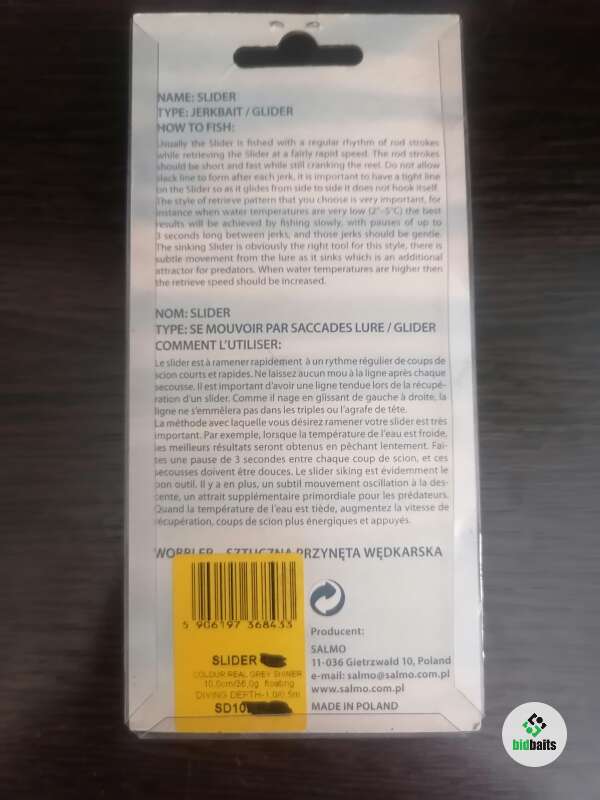 NAME: SLIDER
TYPE: JERKBAIT / GLIDER
HOW TO FISH:
Usually the Slider is fished with a regular rhythm of rod strokes
while retrieving the Slider at a fairly rapid speed. The rod strokes
should be short and fast while still cranking the reel. Do not allow
slack line to form after each jerk, it is important to have a tight line
on the Slider so as it glides from side to side it does not hook itself.
The style of retrieve pattern that you choose is very important, for
instance when water temperatures are very low (2°-5°C) the best
results will be achieved by fishing slowly, with pauses of up to
3 seconds long between jerks, and those jerks should be gentle.
The sinking Slider is obviously the right tool for this style, there is
subtle movement from the lure as it sinks which is an additional
attractor for predators. When water temperatures are higher then
the retrieve speed should be increased.
NOM: SLIDER
TYPE: SE MOUVOIR PAR SACCADES LURE / GLIDER
COMMENT L'UTILISER:
Le slider est à ramener rapidement à un rythme régulier de coups de
scion courts et rapides. Ne laissez aucun mou à la ligne après chaque
secousse. Il est important d'avoir une ligne tendue lors de la récupé-
ration d'un slider. Comme il nage en glissant de gauche à droite, la
ligne ne s'emmêlera pas dans les triples ou l'agrafe de tête.
La méthode avec laquelle vous désirez ramener votre slider est très
important. Par exemple, lorsque la température de l'eau est froide,
les meilleurs résultats seront obtenus en pêchant lentement. Fai-
tes une pause de 3 secondes entre chaque coup de scion, et ces
secousses doivent être douces. Le slider siking est évidemment le
bon outil. Il y a en plus, un subtil mouvement oscillation à la des-
cente, un attrait supplémentaire primordiale pour les prédateurs.
Quand la température de l'eau est tiède, augmentez la vitesse de
récupération, coups de scion plus énergiques et appuyés.
WOBBLER - SZTUCZNA PRZYNĘTA WĘDKARSKA
5 906197 368433
SLIDER
COLOUR REAL GREY SHINER
10,0cm/36,0g floating
DIVING DEPTH-1,0/0,5m
SD10
Producent:
SALMO
11-036 Gietrzwald 10, Poland
e-mail: salmo@salmo.com.pl
www.salmo.com.pl
MADE IN POLAND
bidbaits